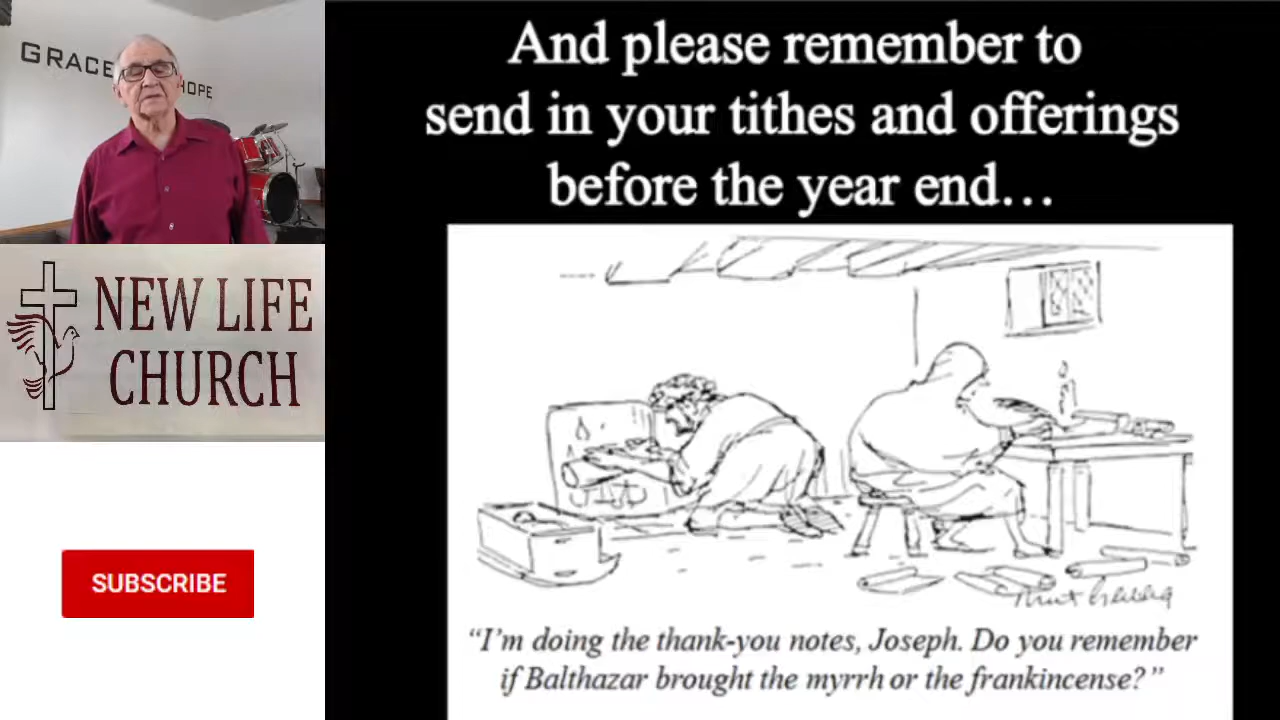 GRACE
HOPE
NEW LIFE
CHURCH
SUBSCRIBE
And please remember to
send in your tithes and offerings
before the year end…
“I’m doing the thank-you notes, Joseph. Do you remember
if Balthazar brought the myrrh or the frankincense?”